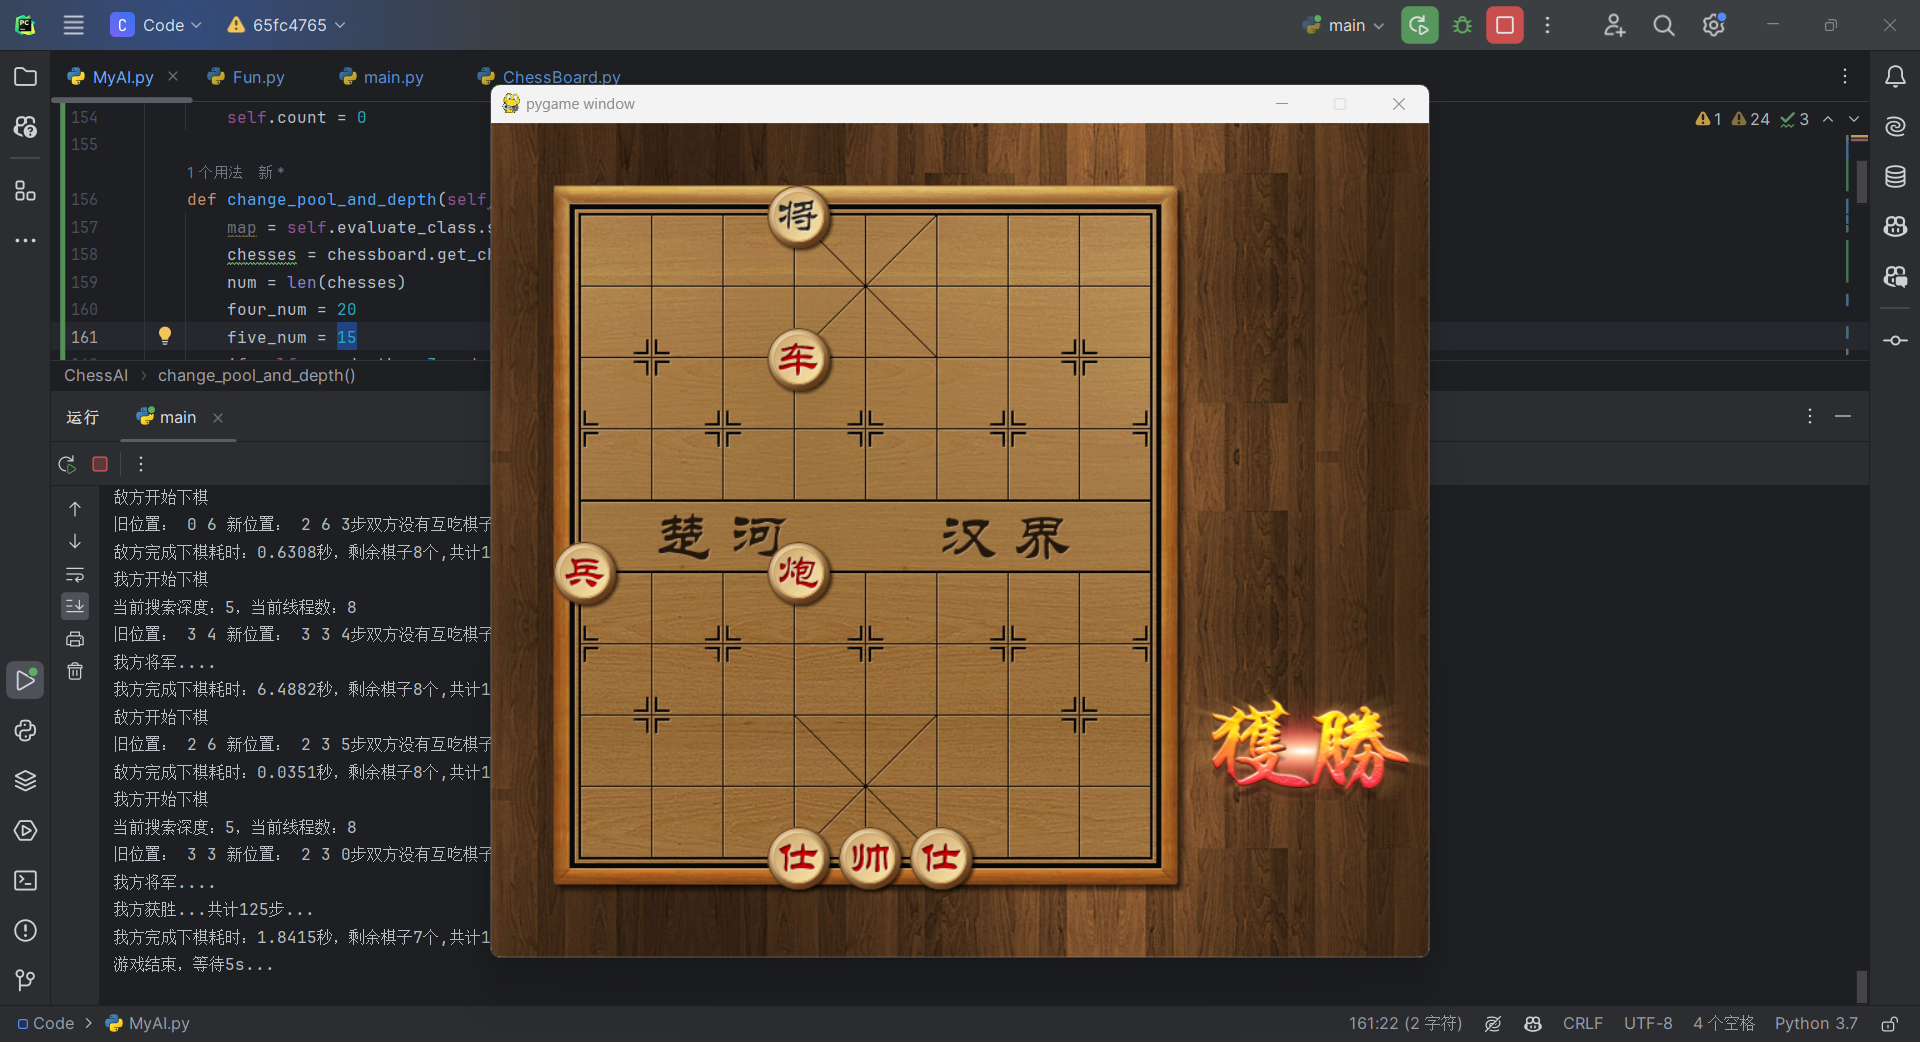 C Code 65fc4765 main
MyAI.py Fun.py main.py ChessBoard.py
pygame window
154 self.count = 0
155
1 个用法 新 *
156 def change_pool_and_depth(self,
157 map = self.evaluate_class.s
158 chesses = chessboard.get_ch
159 num = len(chesses)
160 four_num = 20
161 five_num = 15
1 24 3
ChessAI › change_pool_and_depth()
运行 main
敌方开始下棋
旧位置： 0 6 新位置： 2 6 3步双方没有互吃棋子
敌方完成下棋耗时：0.6308秒，剩余棋子8个,共计1
我方开始下棋
当前搜索深度：5，当前线程数：8
旧位置： 3 4 新位置： 3 3 4步双方没有互吃棋子
我方将军....
我方完成下棋耗时：6.4882秒，剩余棋子8个,共计1
敌方开始下棋
旧位置： 2 6 新位置： 2 3 5步双方没有互吃棋子
敌方完成下棋耗时：0.0351秒，剩余棋子8个,共计1
我方开始下棋
当前搜索深度：5，当前线程数：8
旧位置： 3 3 新位置： 2 3 0步双方没有互吃棋子
我方将军....
我方获胜...共计125步...
我方完成下棋耗时：1.8415秒，剩余棋子7个,共计1
游戏结束，等待5s...
将
车
楚河 汉界
兵 炮
獲勝
仕 帅 仕
Code > MyAI.py
161:22 (2 字符) CRLF UTF-8 4 个空格 Python 3.7